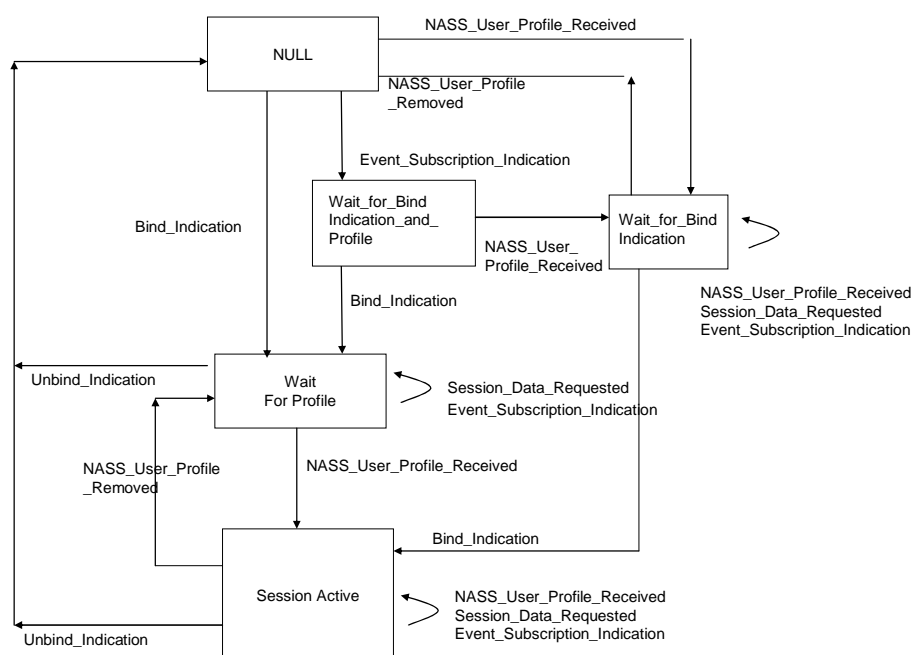 NASS_User_Profile_Received
NULL
NASS_User_Profile
_Removed
Event_Subscription_Indication
Wait_for_Bind
Indication_and_
Profile
Wait_for_Bind
Indication
Bind_Indication
NASS_User_
Profile_Received
NASS_User_Profile_Received
Session_Data_Requested
Event_Subscription_Indication
Bind_Indication
Unbind_Indication
Wait
For Profile
Session_Data_Requested
Event_Subscription_Indication
NASS_User_Profile
_Removed
NASS_User_Profile_Received
Bind_Indication
Session Active
NASS_User_Profile_Received
Session_Data_Requested
Event_Subscription_Indication
Unbind_Indication